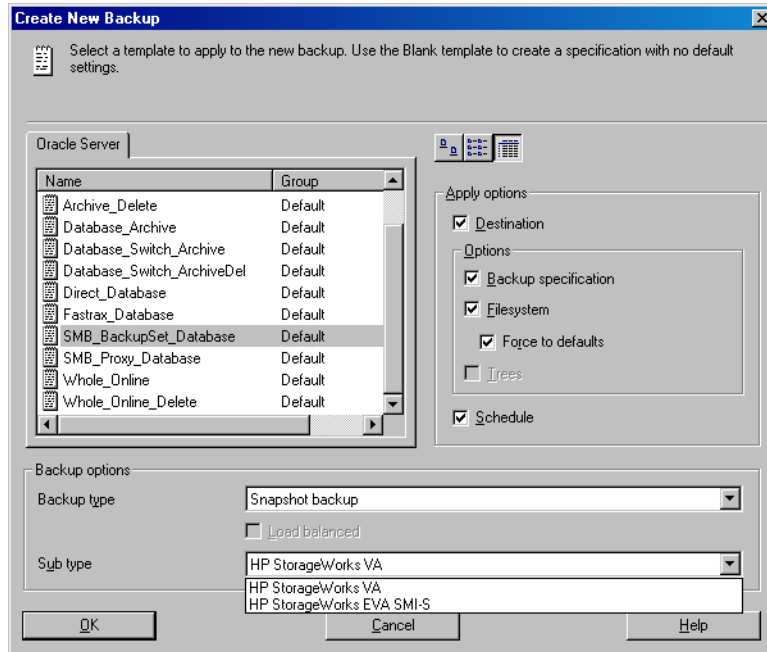 Create New Backup
Select a template to apply to the new backup. Use the Blank template to create a specification with no default
settings.
Oracle Server
Name Group
Archive_Delete Default
Database_Archive Default
Database_Switch_Archive Default
Database_Switch_ArchiveDel Default
Direct_Database Default
Fastrax_Database Default
SMB_BackupSet_Database Default
SMB_Proxy_Database Default
Whole_Online Default
Whole_Online_Delete Default
Apply options
Destination
Options
Backup specification
Filesystem
Force to defaults
Trees
Schedule
Backup options
Backup type Snapshot backup
Load balanced
Sub type HP StorageWorks VA
HP StorageWorks VA
HP StorageWorks EVA SMI-S
OK Cancel Help